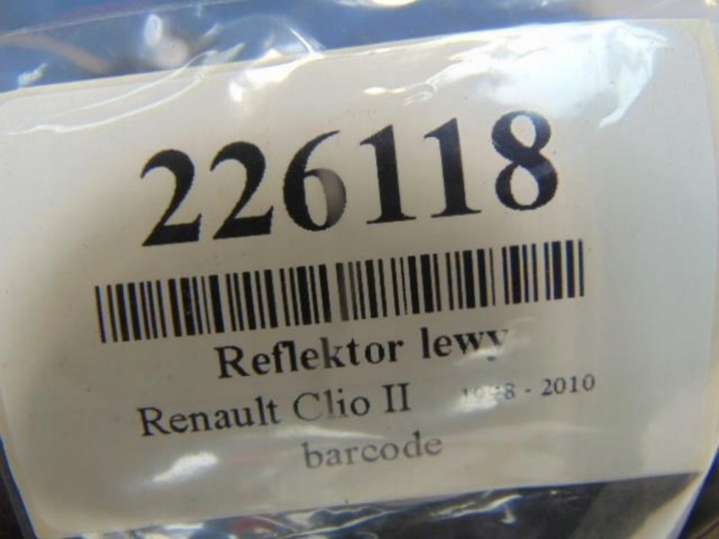 226118
Reflektor lewy
Renault Clio II - 2010
barcode